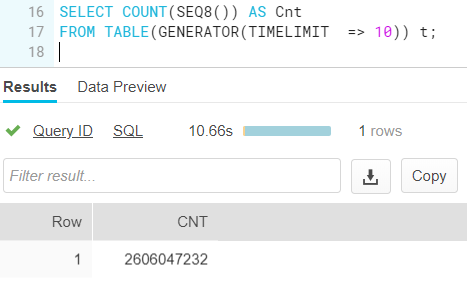 16 SELECT COUNT(SEQ8()) AS Cnt
17 FROM TABLE(GENERATOR(TIMELIMIT  => 10)) t;
18
Results Data Preview
Query ID SQL 10.66s 1 rows
Filter result... Copy
Row CNT
1 2606047232